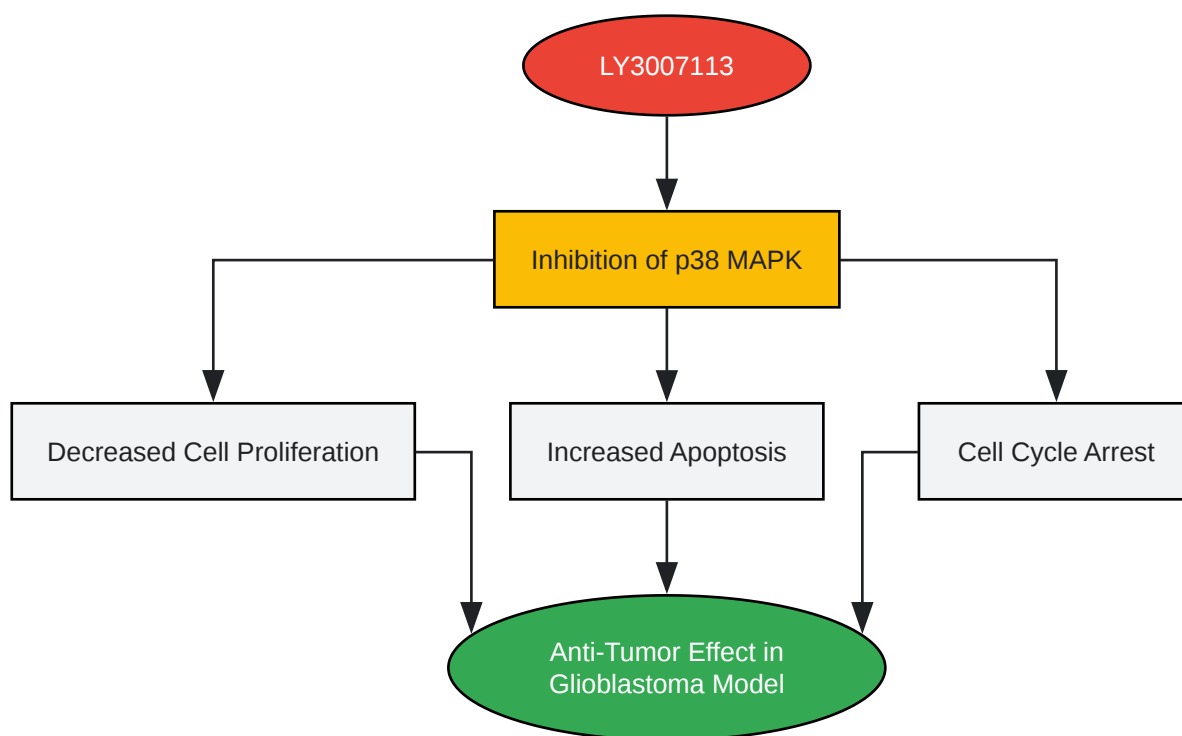 LY3007113
Inhibition of p38 MAPK
Decreased Cell Proliferation
Increased Apoptosis
Cell Cycle Arrest
Anti-Tumor Effect in
Glioblastoma Model